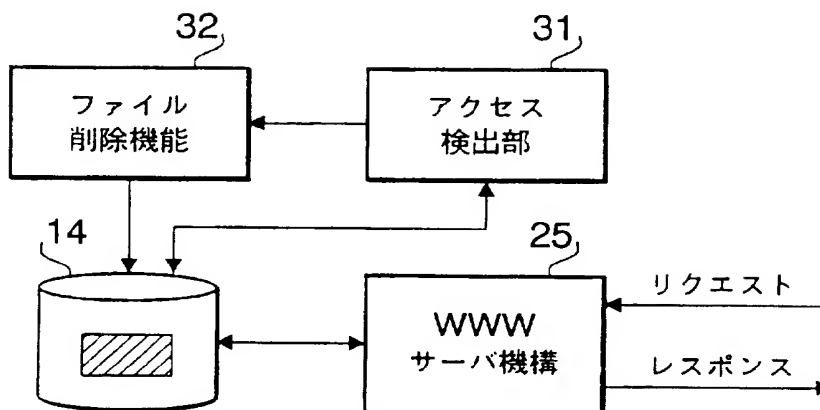 32
ファイル
削除機能
31
アクセス
検出部
14
25
WWW
サーバ機構
リクエスト
レスポンス